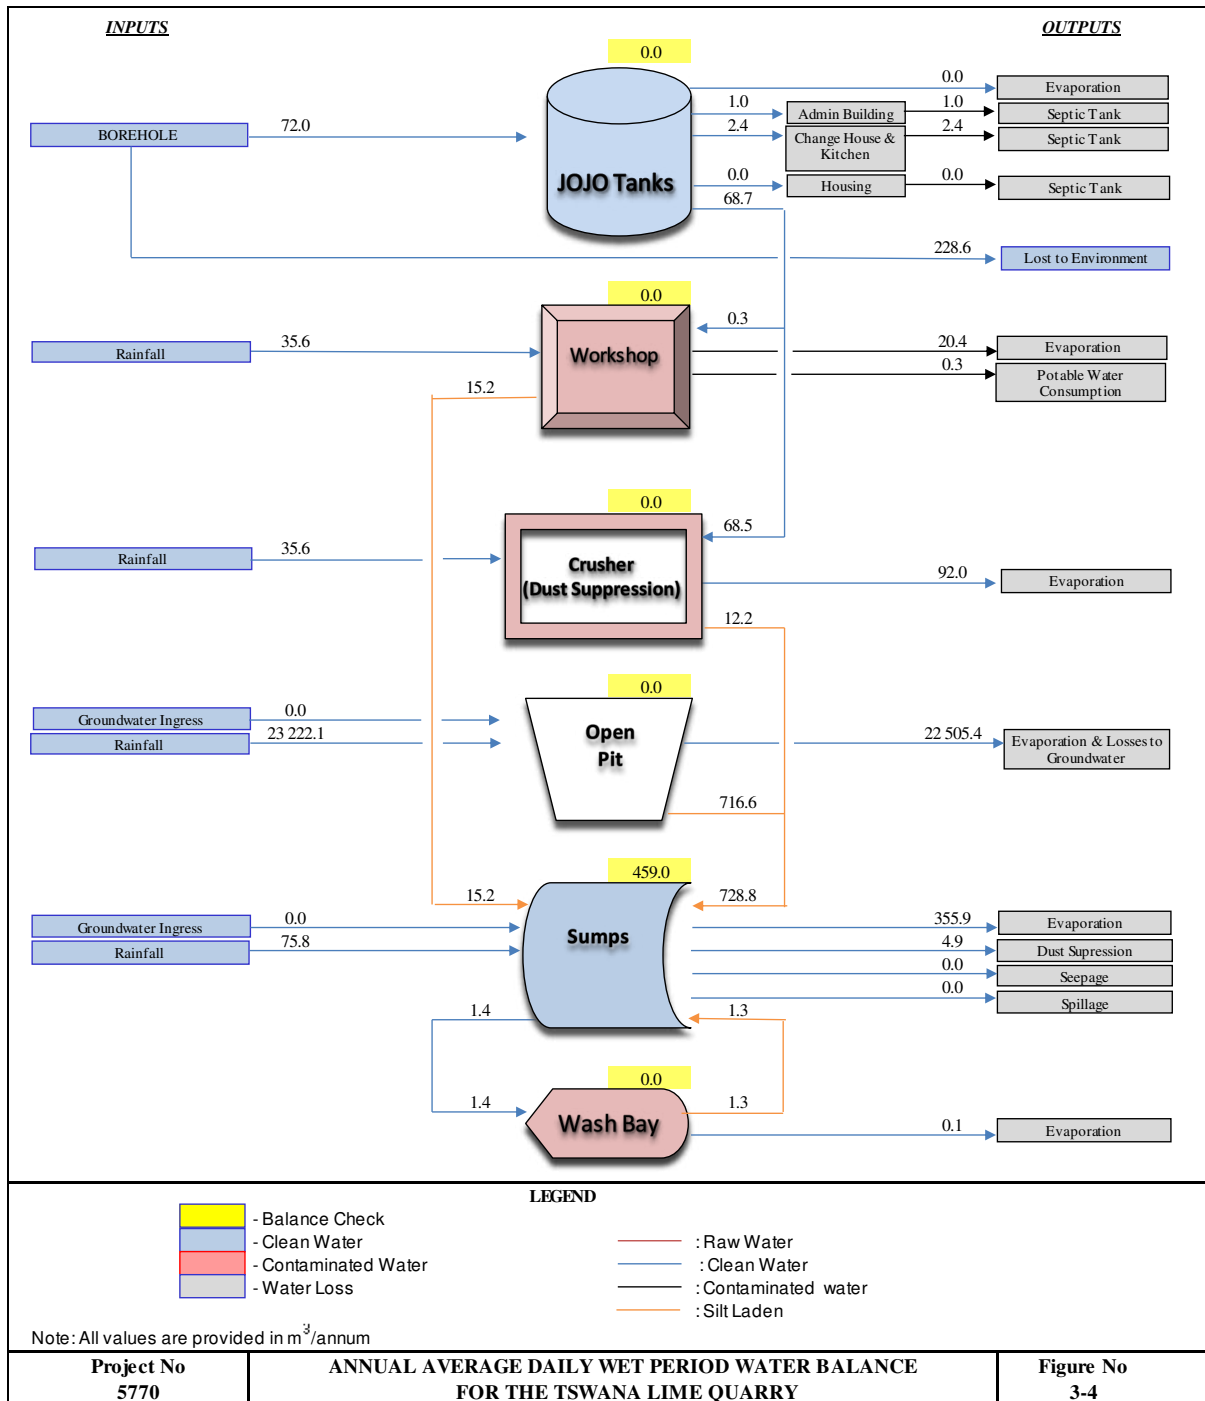 INPUTS
OUTPUTS
0.0
0.0
Evaporation
1.0
Admin Building
1.0
Septic Tank
BOREHOLE
72.0
2.4
Change House &
Kitchen
2.4
Septic Tank
JOJO Tanks
0.0
Housing
0.0
Septic Tank
68.7
228.6
Lost to Environment
0.0
0.3
Rainfall
35.6
Workshop
20.4
Evaporation
0.3
Potable Water
Consumption
15.2
0.0
68.5
Rainfall
35.6
Crusher
(Dust Suppression)
92.0
Evaporation
12.2
0.0
Groundwater Ingress
0.0
Rainfall
23 222.1
Open
Pit
22 505.4
Evaporation & Losses to
Groundwater
716.6
459.0
15.2
728.8
Groundwater Ingress
0.0
355.9
Evaporation
Rainfall
75.8
Sumps
4.9
Dust Supression
0.0
Seepage
0.0
Spillage
1.4
1.3
0.0
1.4
Wash Bay
1.3
0.1
Evaporation
LEGEND
- Balance Check
- Clean Water
- Contaminated Water
- Water Loss
: Raw Water
: Clean Water
: Contaminated water
: Silt Laden
Note: All values are provided in m³/annum
Project No
5770
ANNUAL AVERAGE DAILY WET PERIOD WATER BALANCE
FOR THE TSWANA LIME QUARRY
Figure No
3-4